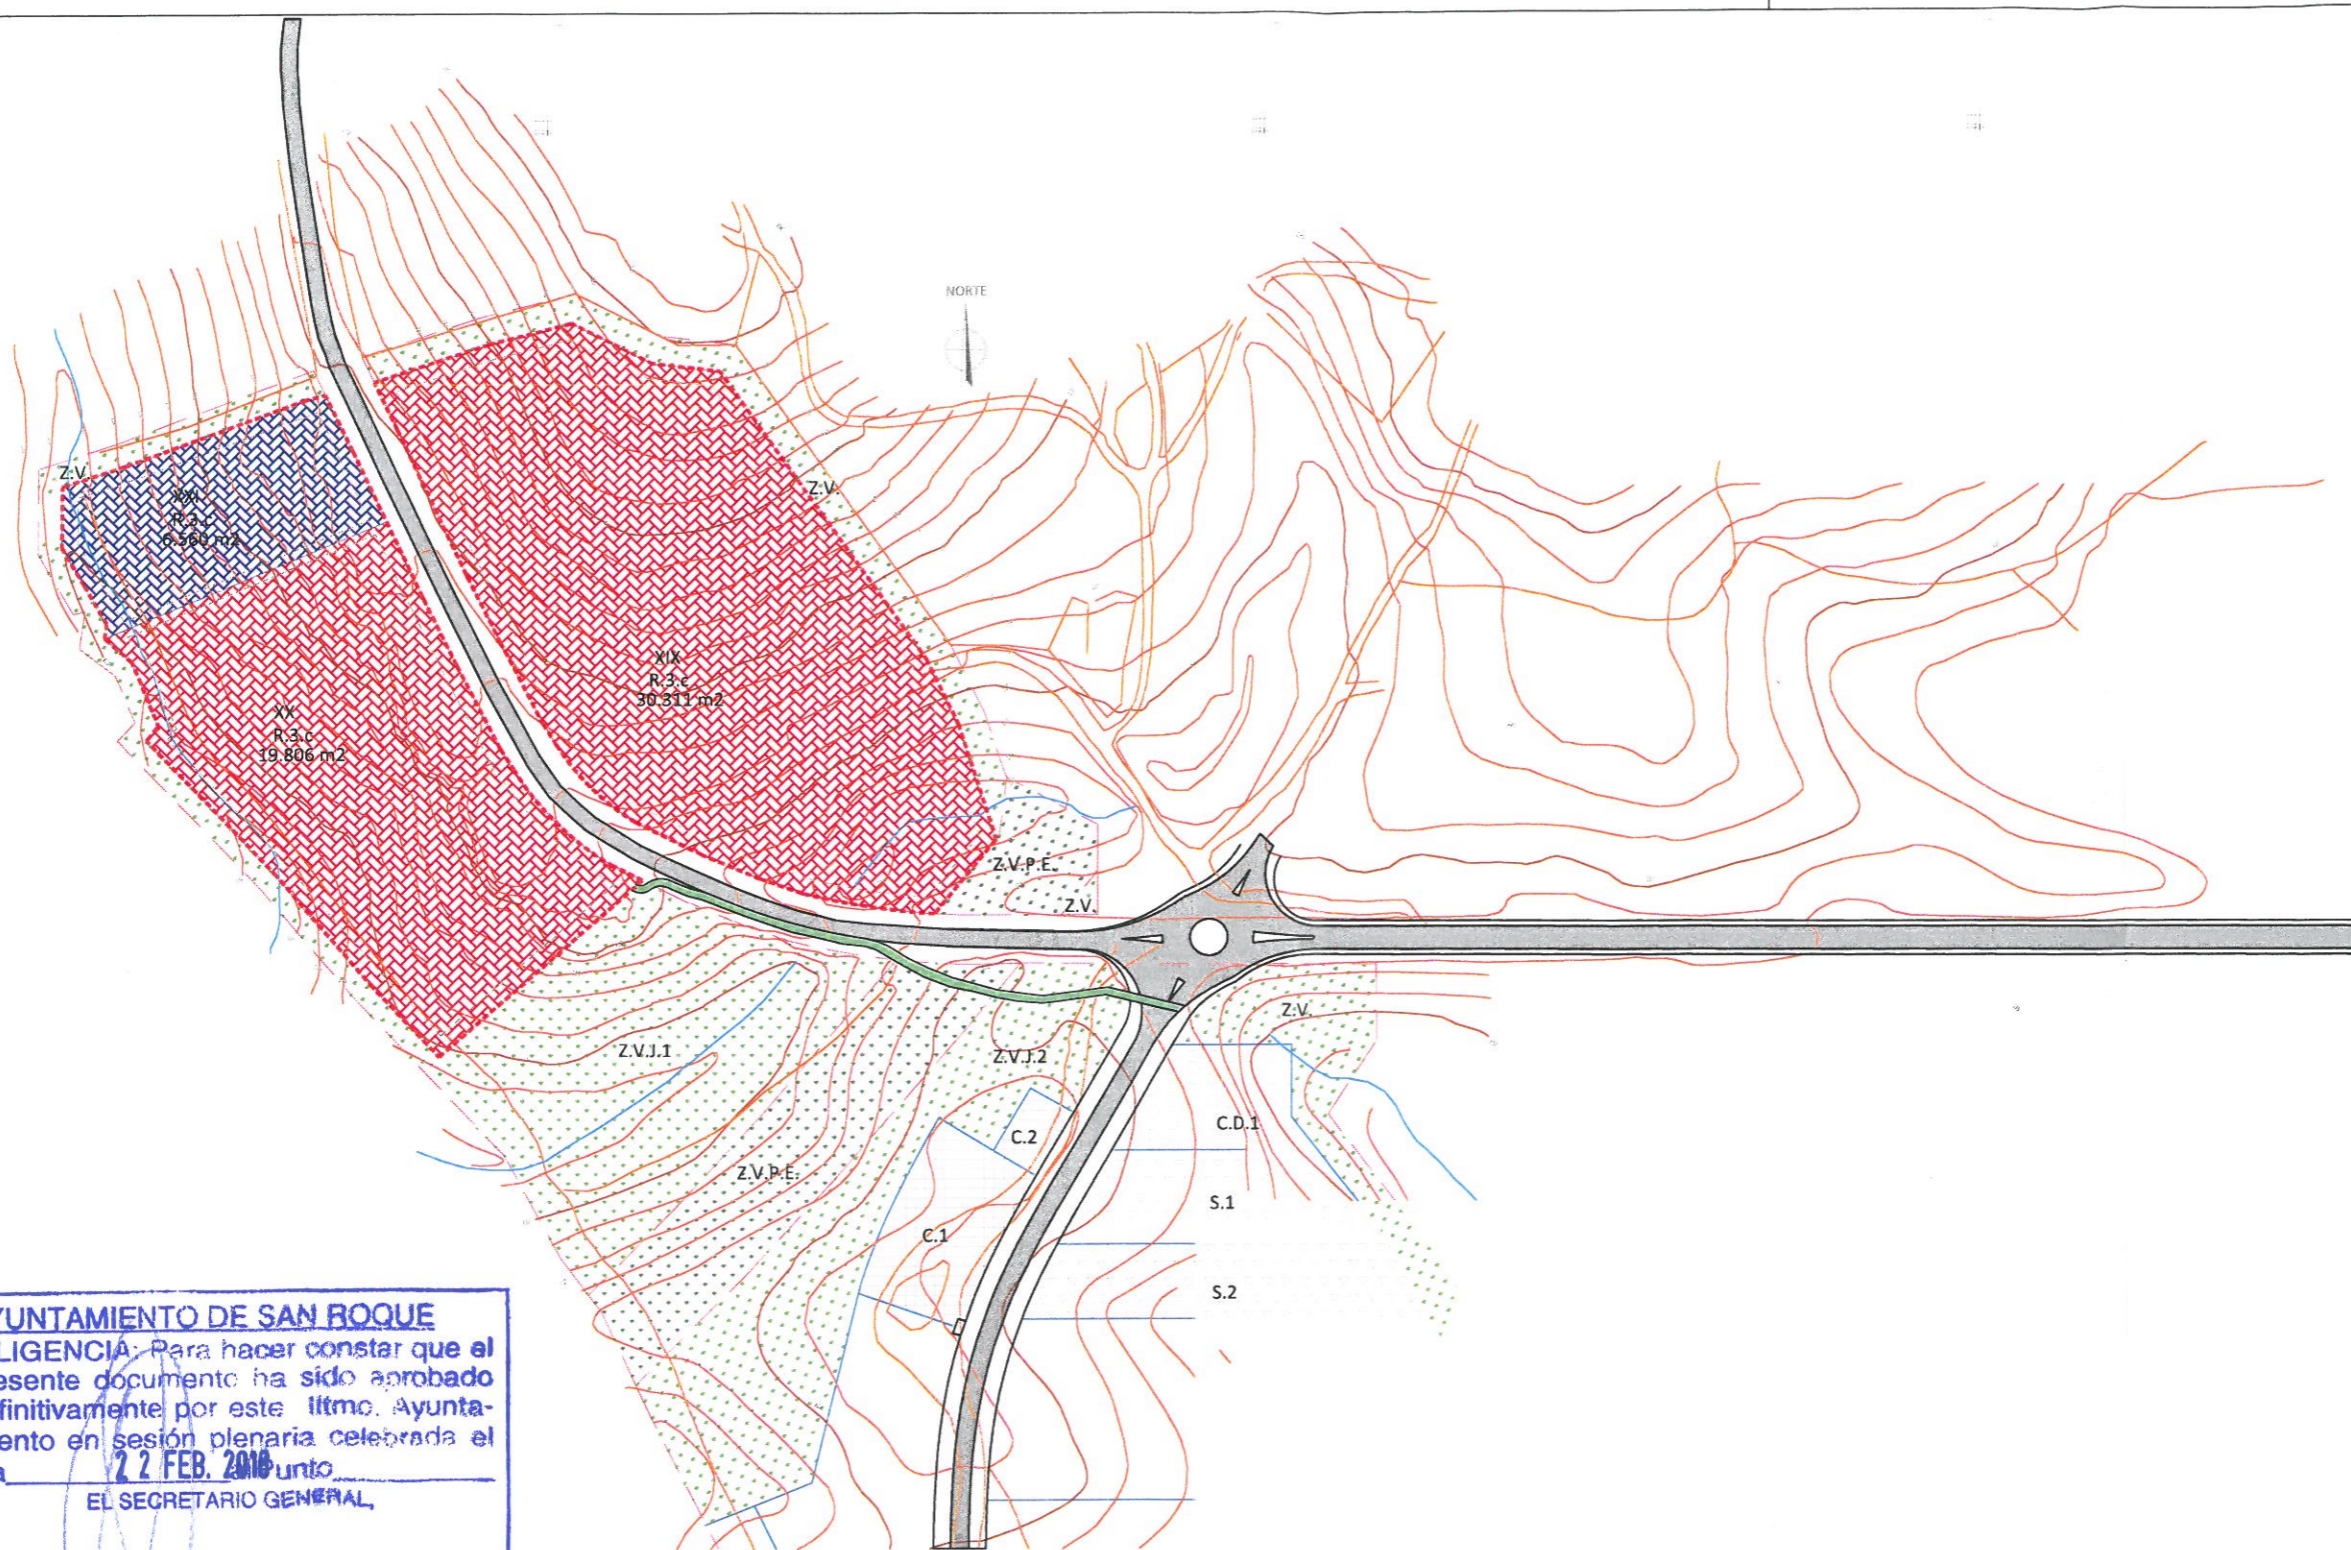 NORTE
Z.V.
XXI
R.3.c
6.560 m2
Z.V.
XIX
R.3.c
30.311 m2
XX
R.3.c
19.806 m2
Z.V.P.E.
Z.V.
Z.V.
Z.V.J.1
Z.V.J.2
C.2
C.D.1
Z.V.P.E.
S.1
C.1
S.2
YUNTAMIENTO DE SAN ROQUE
LIGENCIA: Para hacer constar que el
esente documento ha sido aprobado
finitivamente por este Iltmo. Ayunta-
ento en sesión plenaria celebrada el
a 22 FEB. 2018 unto
EL SECRETARIO GENERAL,